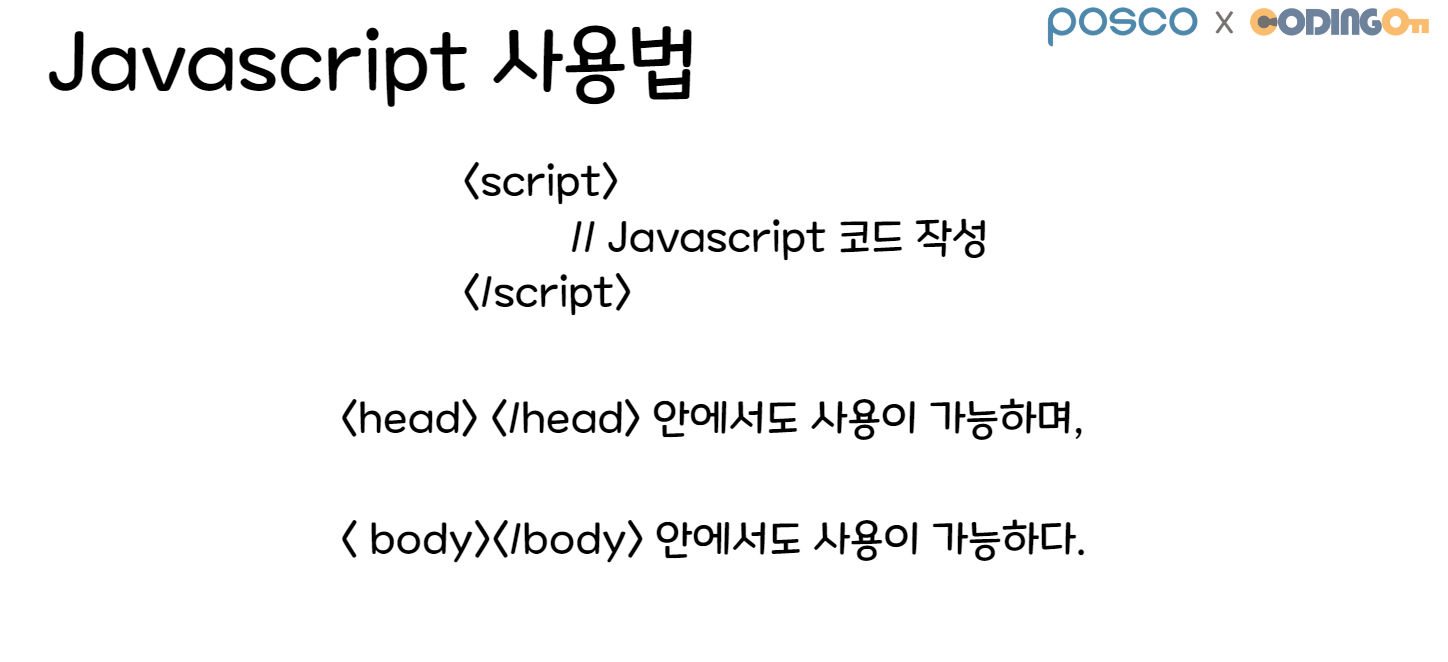 Javascript 사용법
posco x CODINGOn
<script>
// Javascript 코드 작성
</script>
<head> </head> 안에서도 사용이 가능하며,
< body></body> 안에서도 사용이 가능하다.